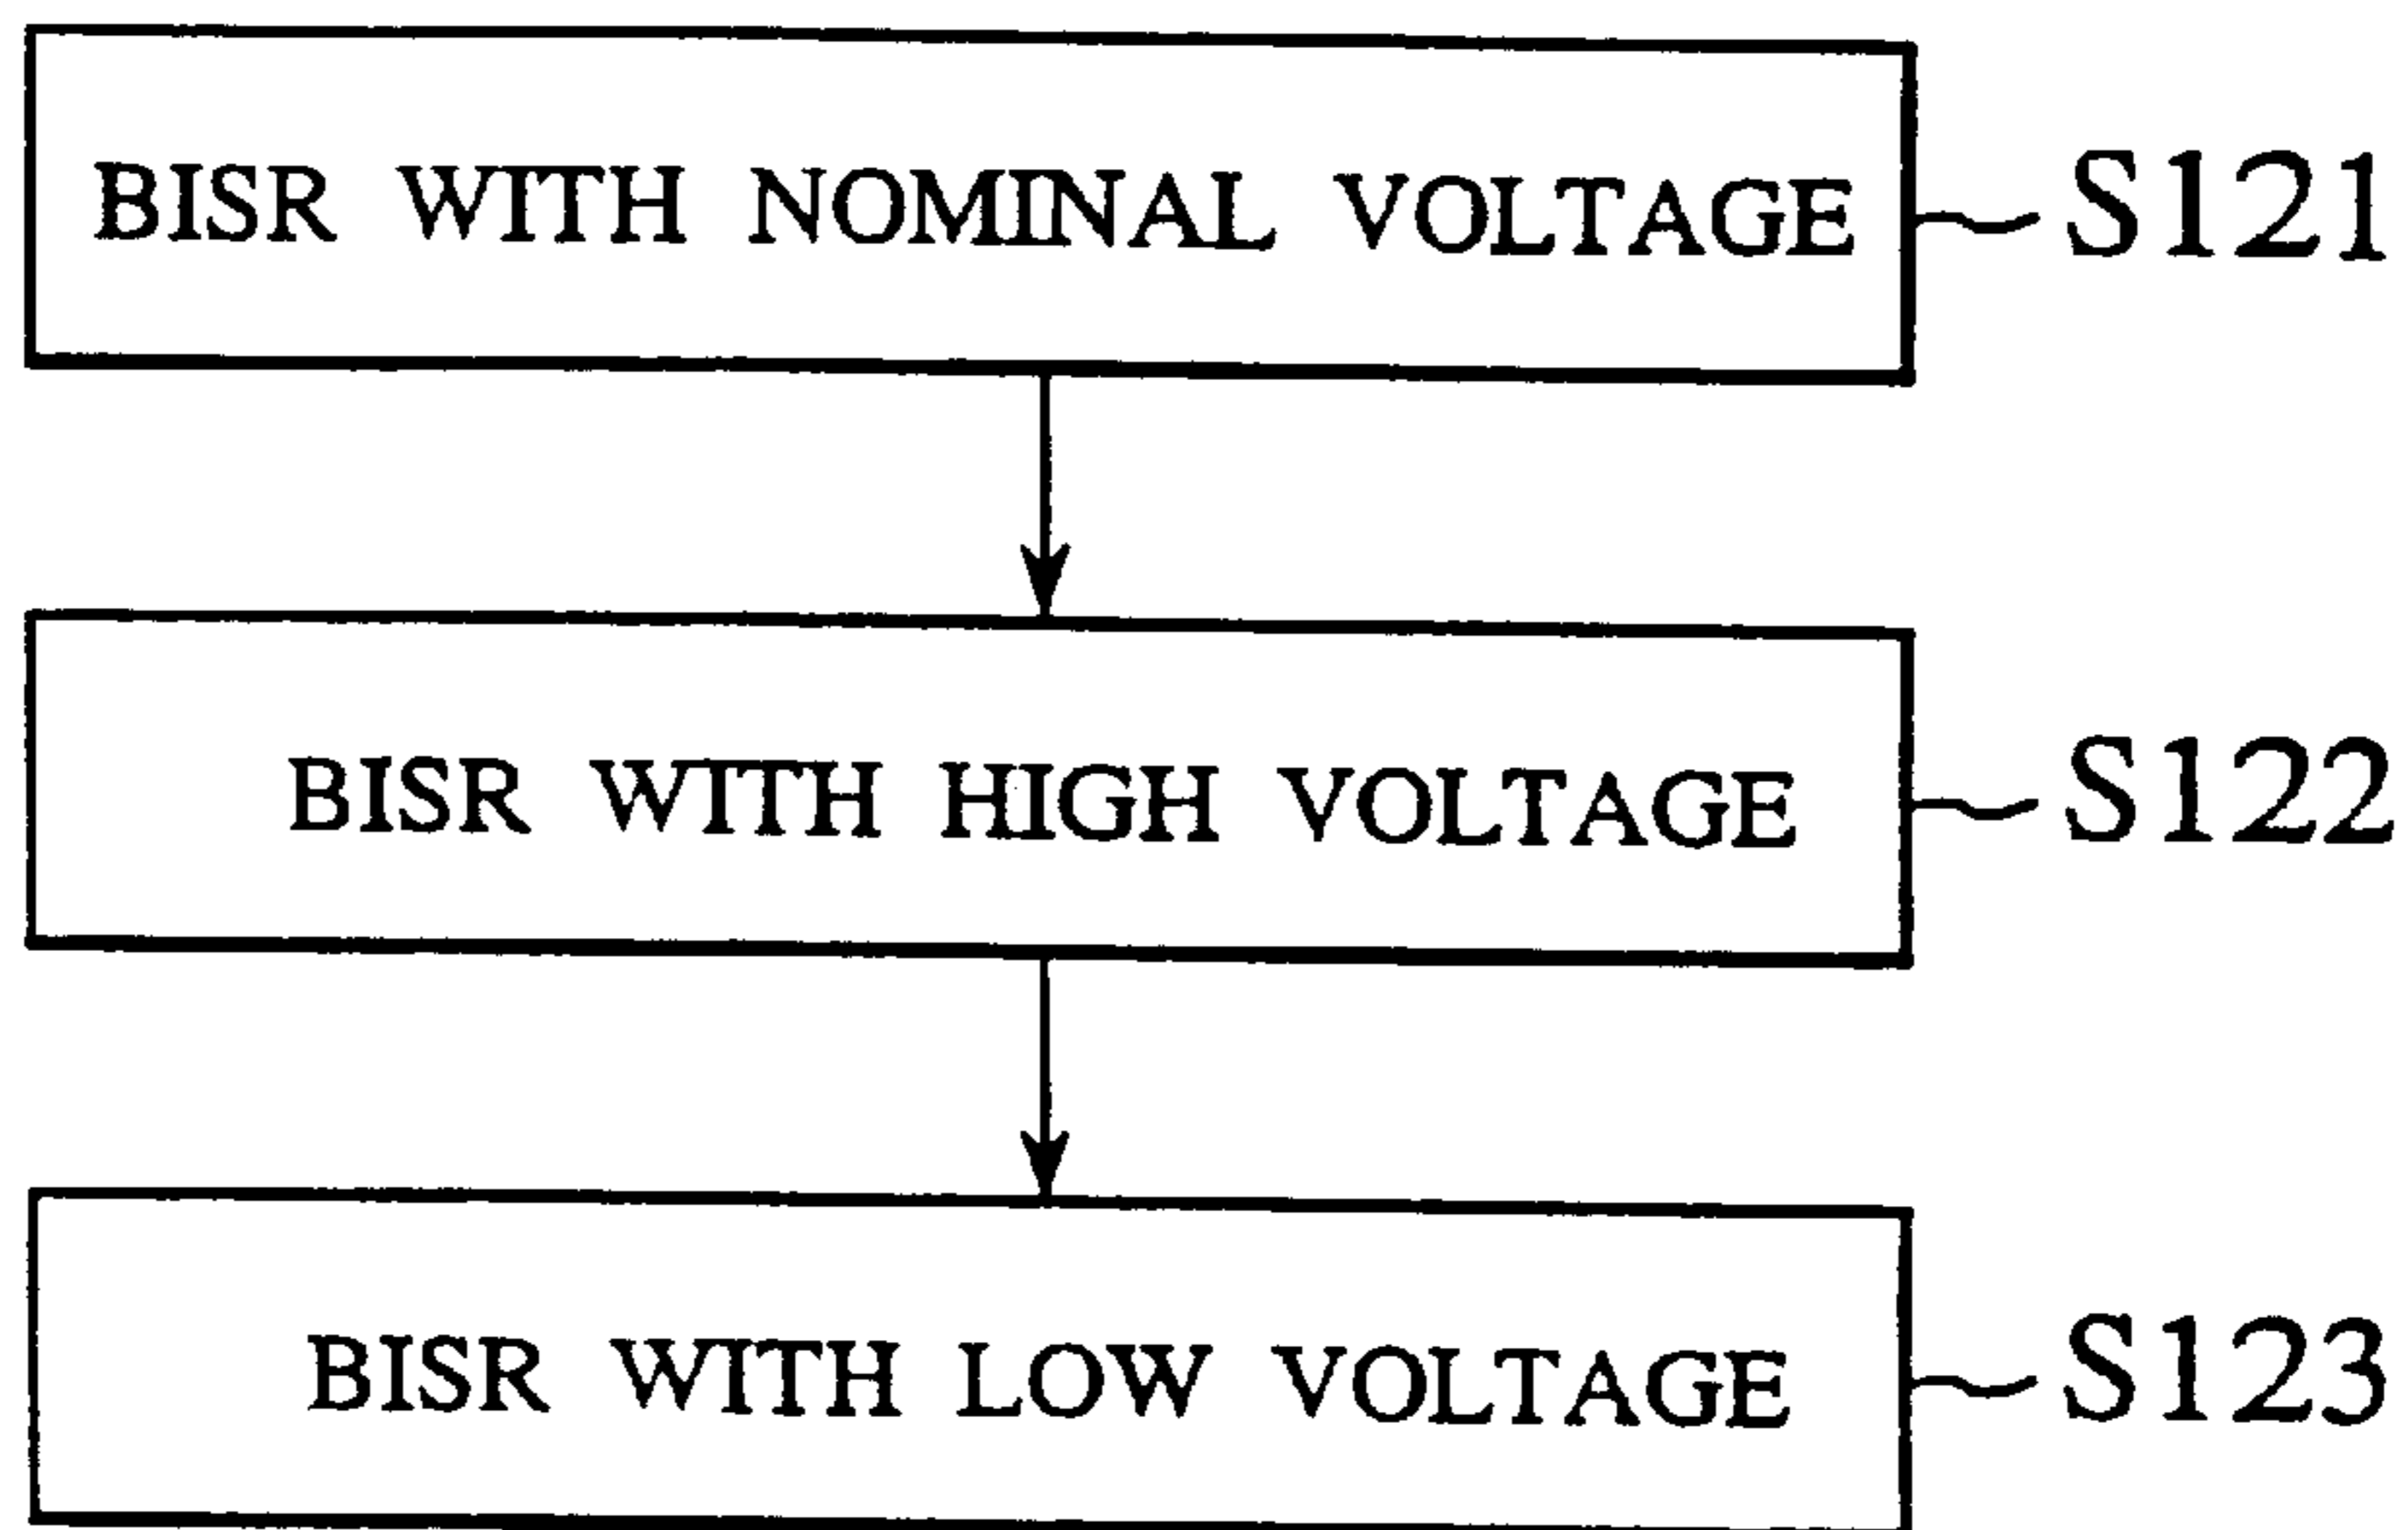 BISR WITH NOMINAL VOLTAGE S121
BISR WITH HIGH VOLTAGE S122
BISR WITH LOW VOLTAGE S123